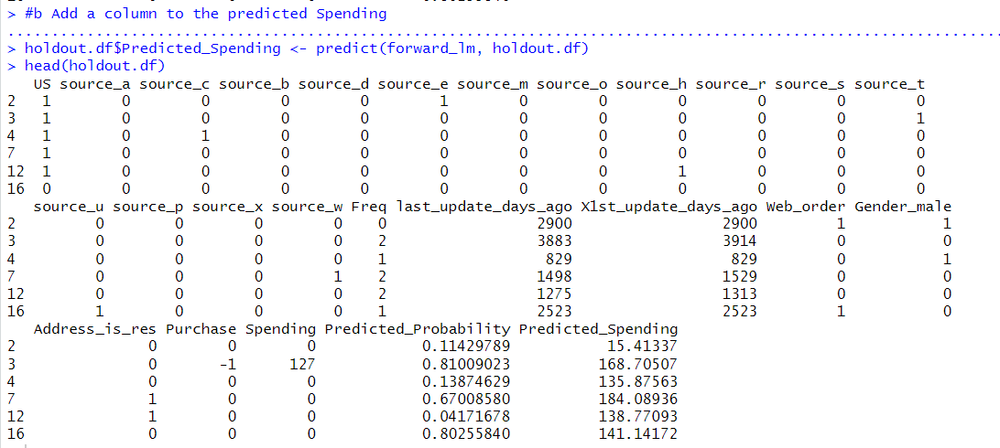 > #b Add a column to the predicted Spending
> holdout.df$Predicted_Spending <- predict(forward_lm, holdout.df)
> head(holdout.df)
   US source_a source_c source_b source_d source_e source_m source_o source_h source_r source_s source_t
2   1        0        0        0        0        1        0        0        0        0        0        0
3   1        0        0        0        0        0        0        0        0        0        0        1
4   1        0        1        0        0        0        0        0        0        0        0        0
7   1        0        0        0        0        0        0        0        0        0        0        0
12  1        0        0        0        0        0        0        0        1        0        0        0
16  0        0        0        0        0        0        0        0        0        0        0        0
   source_u source_p source_x source_w Freq last_update_days_ago X1st_update_days_ago Web_order Gender_male
2         0        0        0        0    0                 2900                 2900         1           1
3         0        0        0        0    2                 3883                 3914         0           0
4         0        0        0        0    1                  829                  829         0           1
7         0        0        0        1    2                 1498                 1529         0           0
12        0        0        0        0    2                 1275                 1313         0           0
16        1        0        0        0    1                 2523                 2523         1           0
   Address_is_res Purchase Spending Predicted_Probability Predicted_Spending
2               0        0        0            0.11429789           15.41337
3               0       -1      127            0.81009023          168.70507
4               0        0        0            0.13874629          135.87563
7               1        0        0            0.67008580          184.08936
12              1        0        0            0.04171678          138.77093
16              0        0        0            0.80255840          141.14172